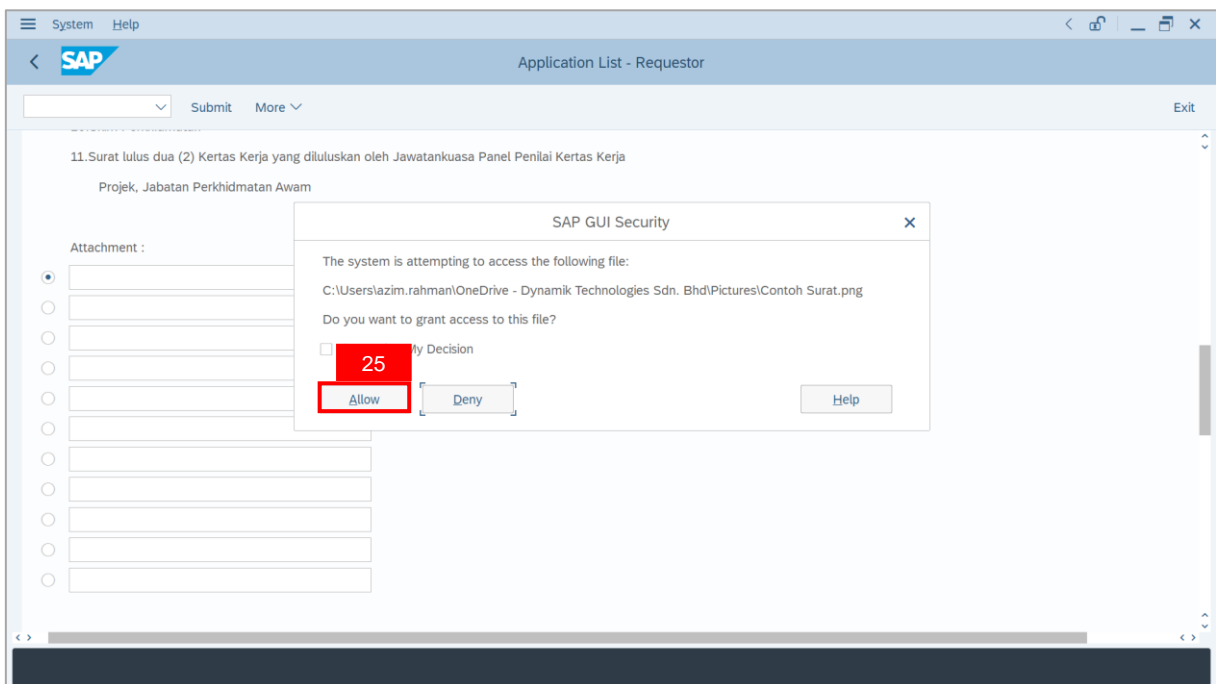 System Help
SAP
Application List - Requestor
Submit More Exit
11.Surat lulus dua (2) Kertas Kerja yang diluluskan oleh Jawatankuasa Panel Penilai Kertas Kerja
Projek, Jabatan Perkhidmatan Awam
SAP GUI Security
Attachment :
The system is attempting to access the following file:
C:\Users\azim.rahman\OneDrive - Dynamik Technologies Sdn. Bhd\Pictures\Contoh Surat.png
Do you want to grant access to this file?
My Decision
25
Allow Deny Help